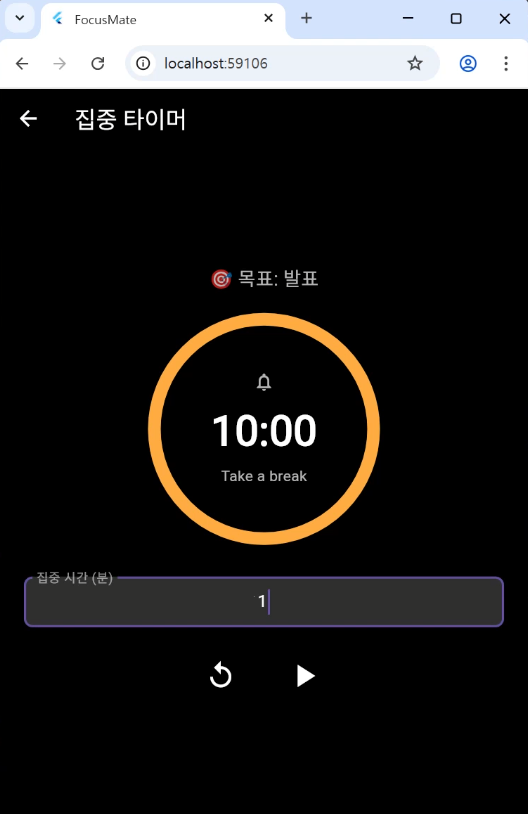 FocusMate
localhost:59106
집중 타이머
🎯 목표: 발표
10:00
Take a break
집중 시간 (분)
1